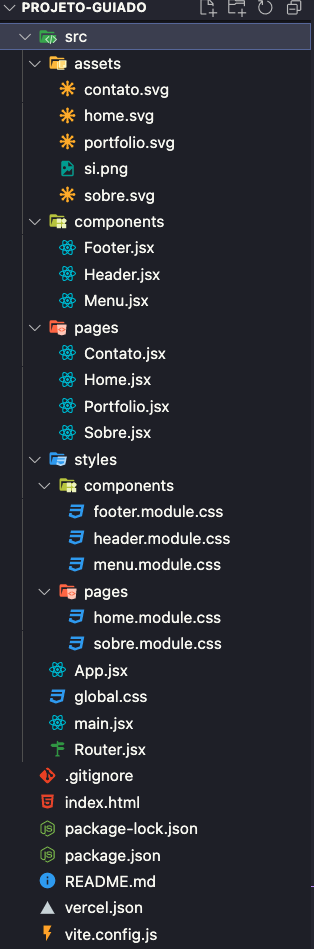 PROJETO-GUIADO
src
assets
contato.svg
home.svg
portfolio.svg
si.png
sobre.svg
components
Footer.jsx
Header.jsx
Menu.jsx
pages
Contato.jsx
Home.jsx
Portfolio.jsx
Sobre.jsx
styles
components
footer.module.css
header.module.css
menu.module.css
pages
home.module.css
sobre.module.css
App.jsx
global.css
main.jsx
Router.jsx
.gitignore
index.html
package-lock.json
package.json
README.md
vercel.json
vite.config.js